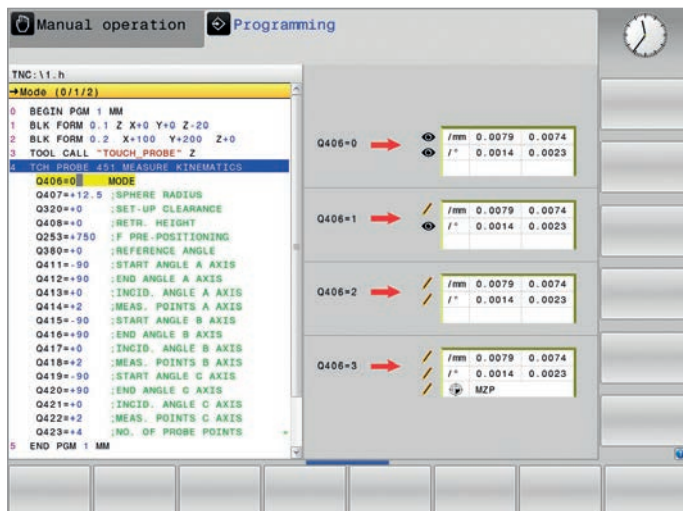 Manual operation
Programming
TNC:\1.h
→Mode (0/1/2)
0 BEGIN PGM 1 MM
1 BLK FORM 0.1 Z X+0 Y+0 Z-20
2 BLK FORM 0.2 X+100 Y+200 Z+0
3 TOOL CALL "TOUCH_PROBE" Z
4 TCH PROBE 451 MEASURE KINEMATICS
Q406=0 MODE
Q407=+12.5 ;SPHERE RADIUS
Q320=+0 ;SET-UP CLEARANCE
Q408=+0 ;RETR. HEIGHT
Q253=+750 ;F PRE-POSITIONING
Q380=+0 ;REFERENCE ANGLE
Q411=-90 ;START ANGLE A AXIS
Q412=+90 ;END ANGLE A AXIS
Q413=+0 ;INCID. ANGLE A AXIS
Q414=+2 ;MEAS. POINTS A AXIS
Q415=-90 ;START ANGLE B AXIS
Q416=+90 ;END ANGLE B AXIS
Q417=+0 ;INCID. ANGLE B AXIS
Q418=+2 ;MEAS. POINTS B AXIS
Q419=-90 ;START ANGLE C AXIS
Q420=+90 ;END ANGLE C AXIS
Q421=+0 ;INCID. ANGLE C AXIS
Q422=+2 ;MEAS. POINTS C AXIS
Q423=+4 ;NO. OF PROBE POINTS
5 END PGM 1 MM
Q406=0
/mm 0.0079 0.0074
/° 0.0014 0.0023
Q406=1
/mm 0.0079 0.0074
/° 0.0014 0.0023
Q406=2
/mm 0.0079 0.0074
/° 0.0014 0.0023
Q406=3
/mm 0.0079 0.0074
/° 0.0014 0.0023
MZP